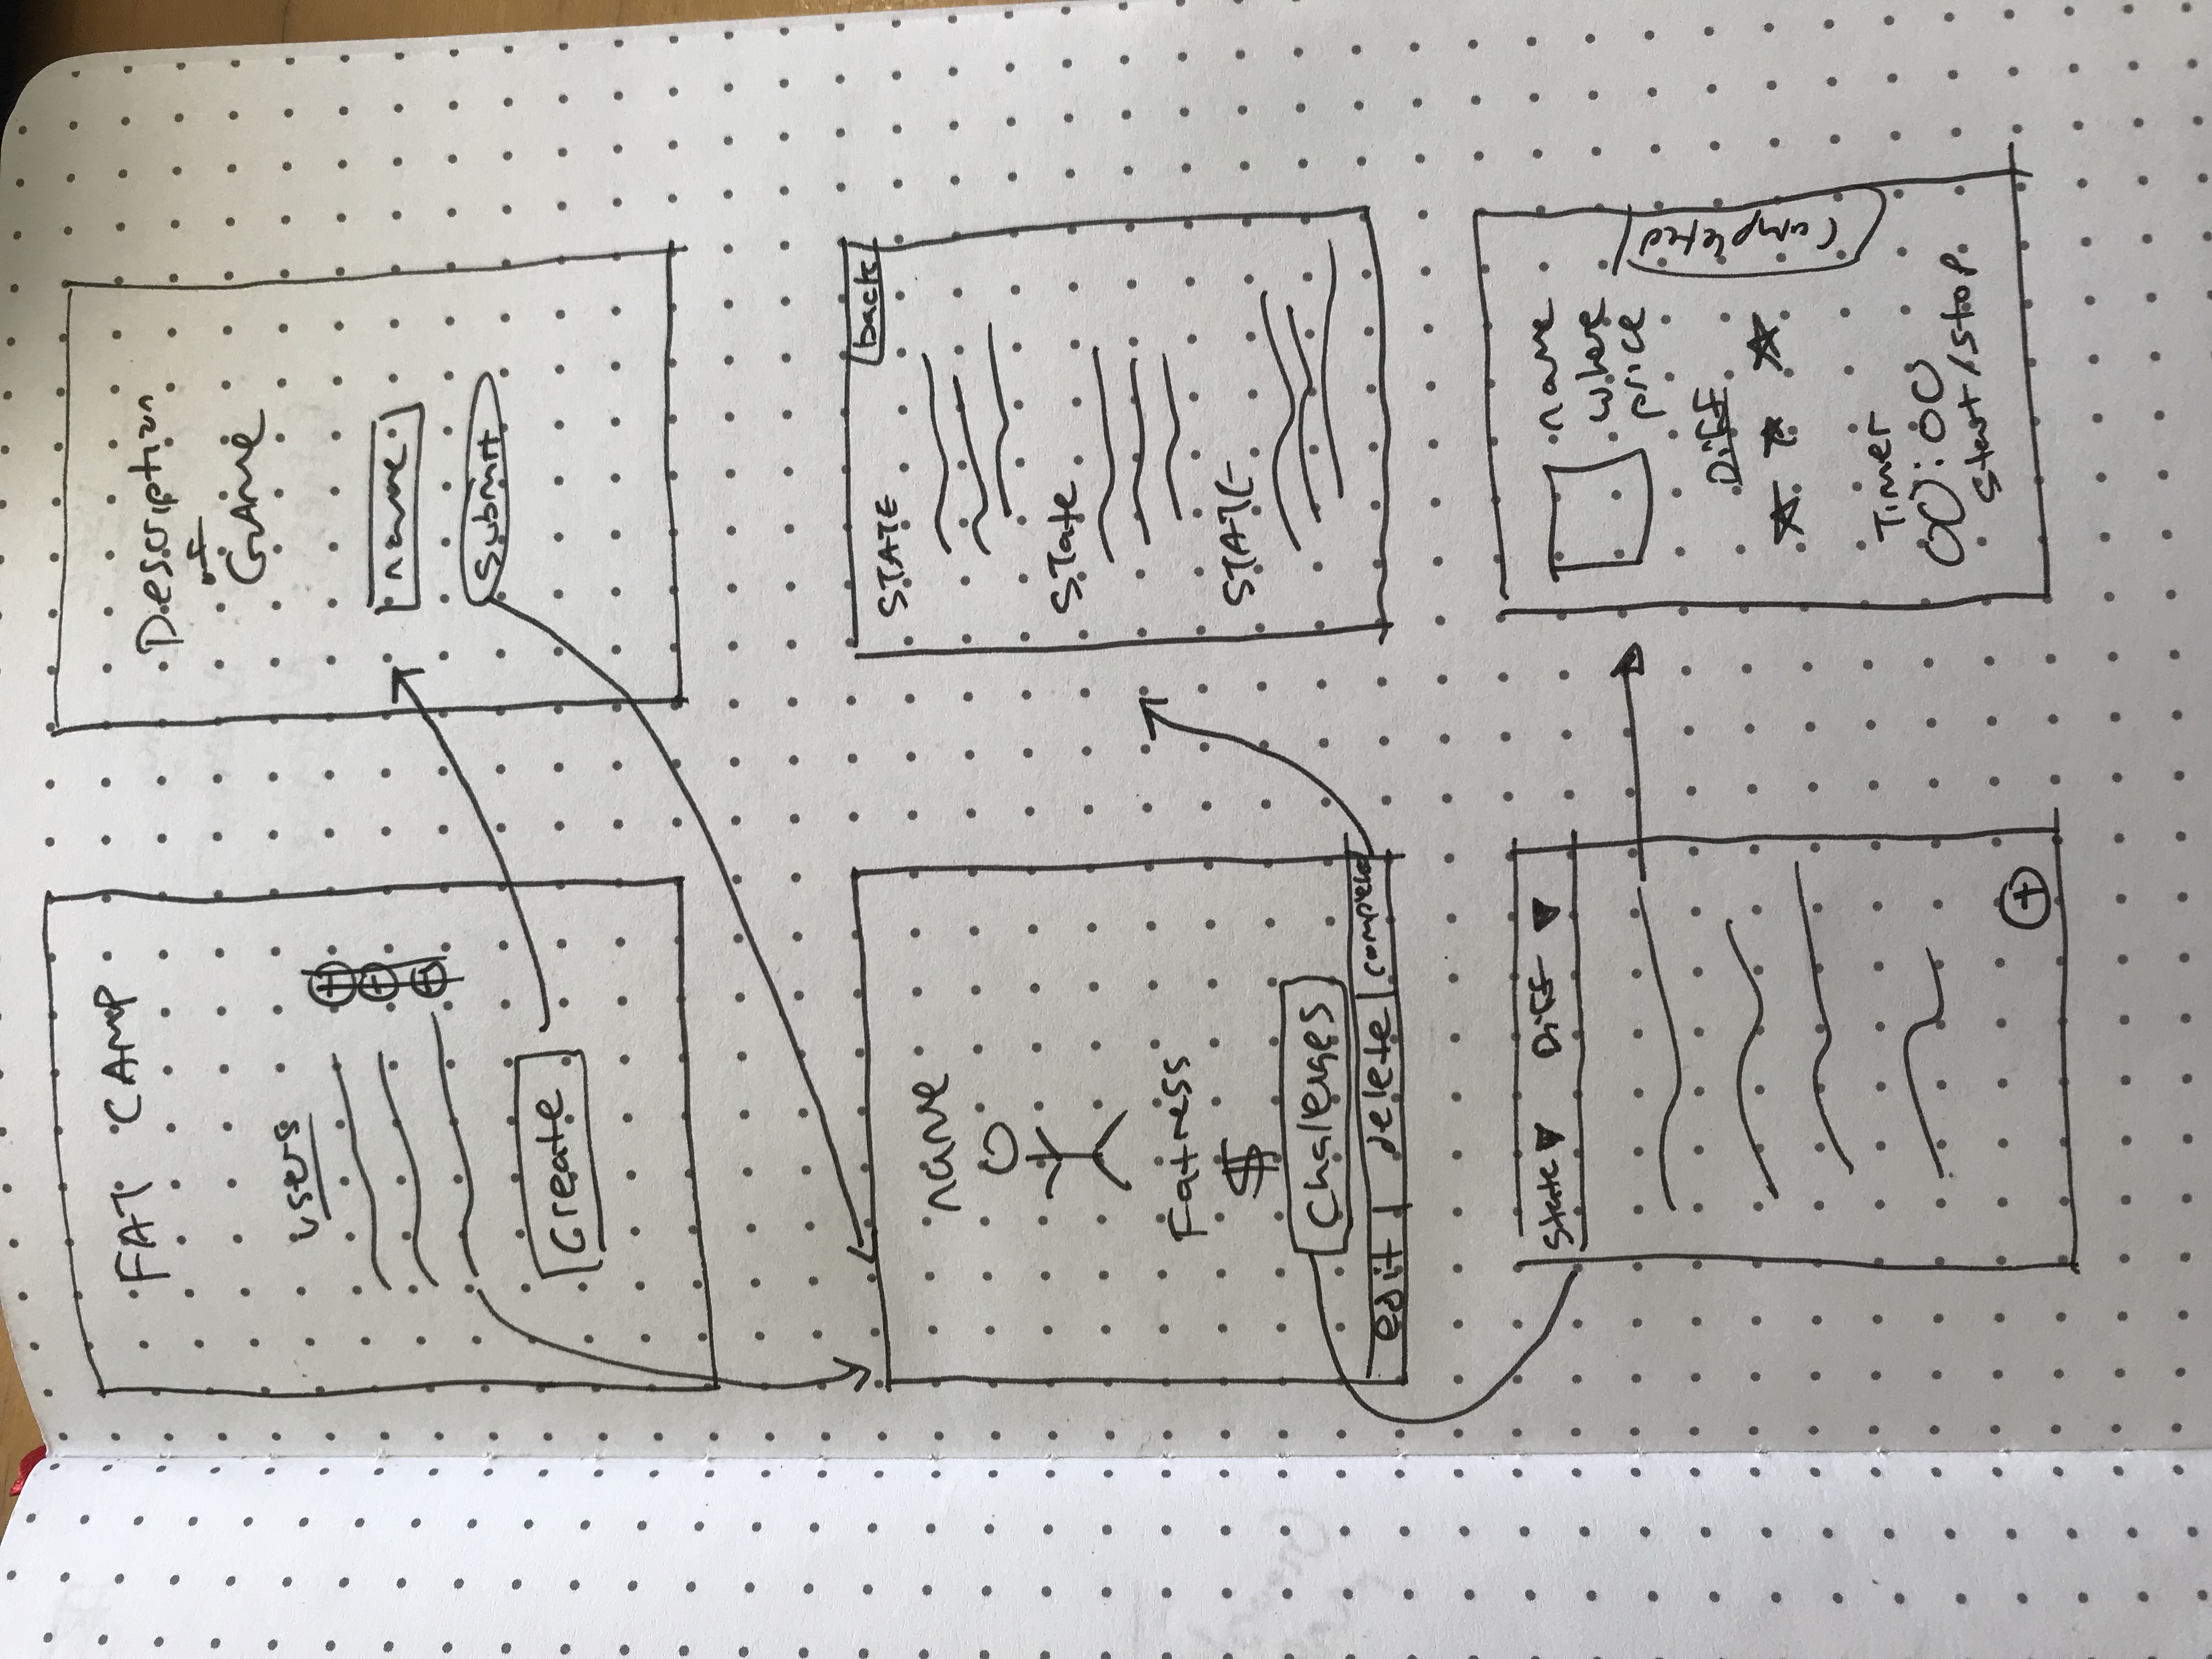 FAT CAMP
users
Create
Description
of
GAME
name
Submit
name
Fatness
$
Challenges
edit
delete
completed
back
STATE
STate
STATE
State ▼ Diff ▼
+
name
where
price
Diff
Timer
00:00
Start/stop
Completed